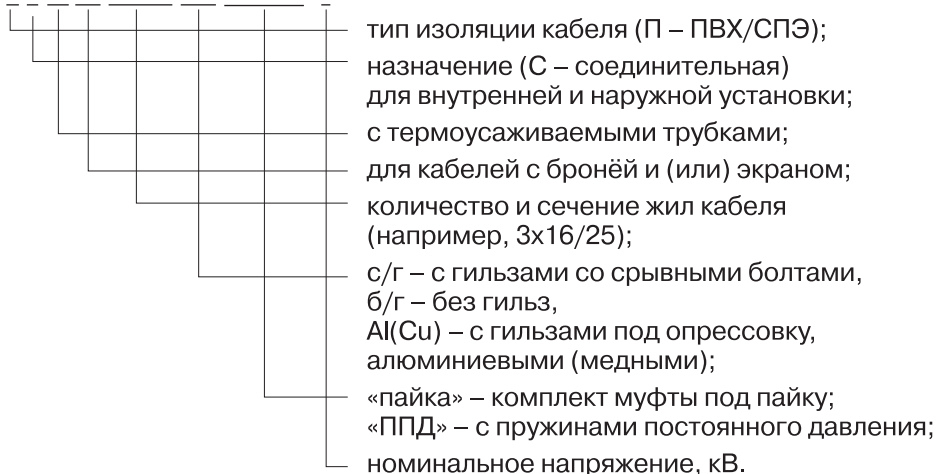 тип изоляции кабеля (П – ПВХ/СПЭ);
назначение (С – соединительная)
для внутренней и наружной установки;
с термоусаживаемыми трубками;
для кабелей с бронёй и (или) экраном;
количество и сечение жил кабеля
(например, 3х16/25);
с/г – с гильзами со срывными болтами,
б/г – без гильз,
Al(Cu) – с гильзами под опрессовку,
алюминиевыми (медными);
«пайка» – комплект муфты под пайку;
«ППД» – с пружинами постоянного давления;
номинальное напряжение, кВ.